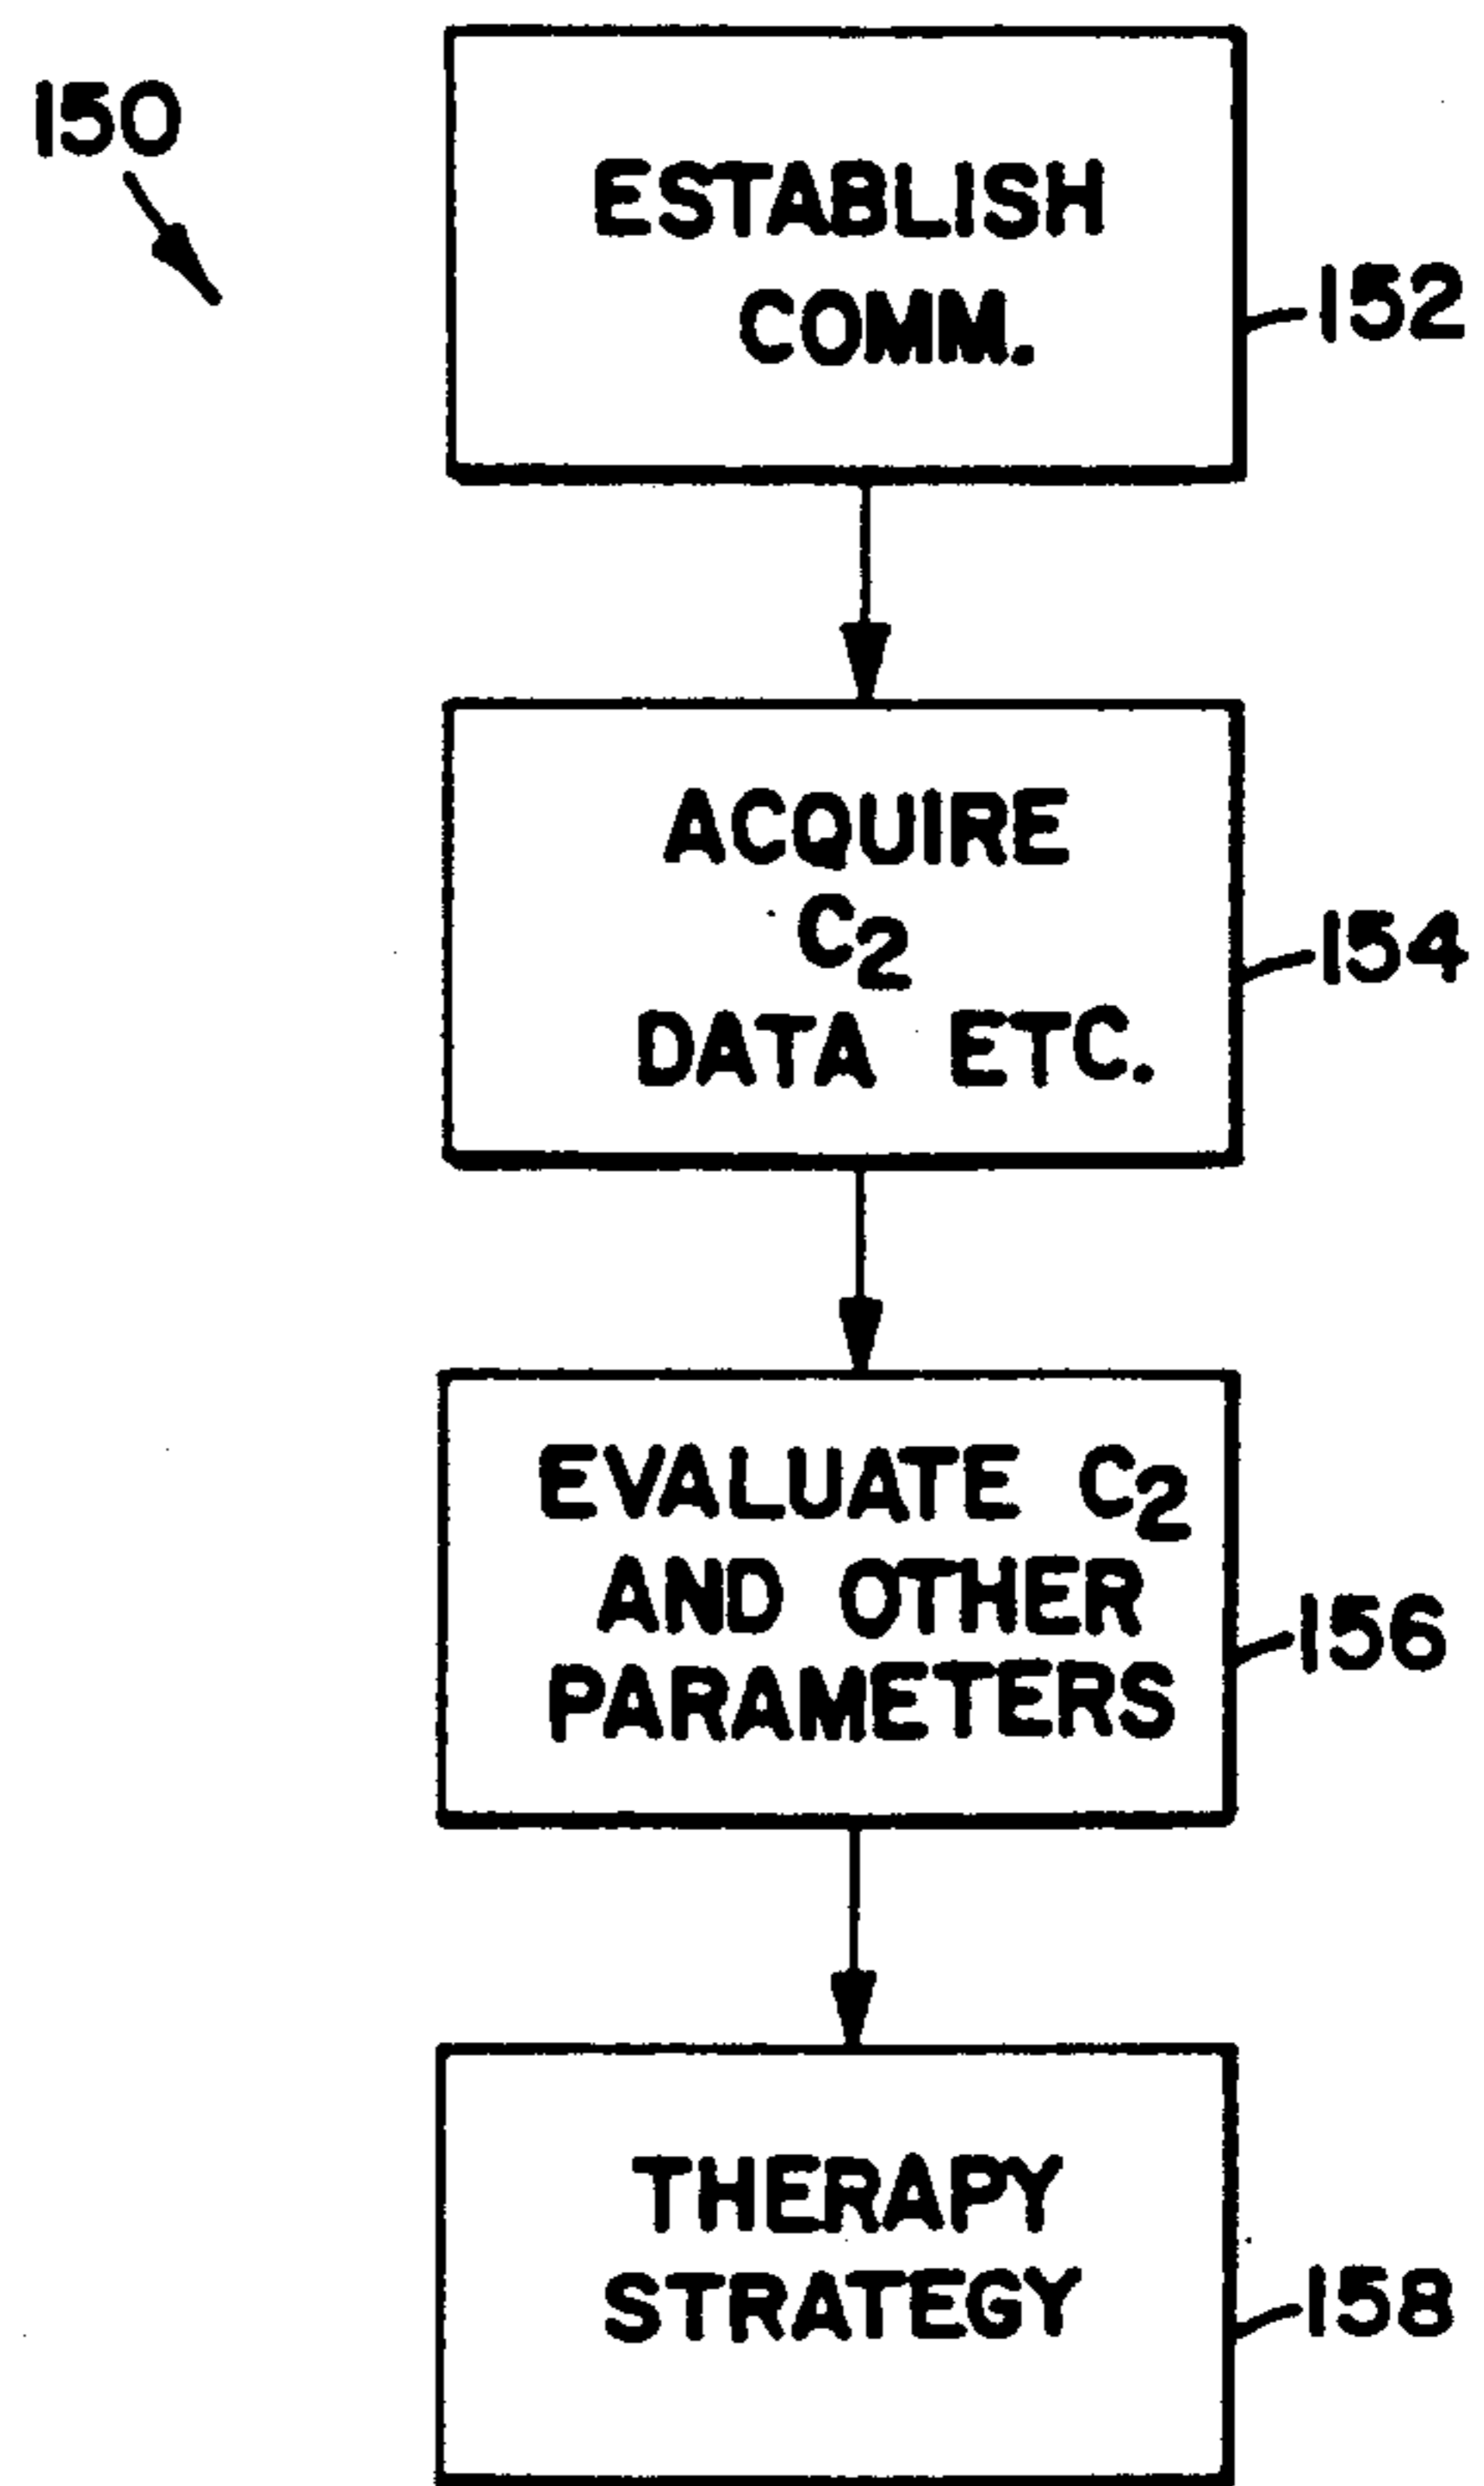 150
ESTABLISH
COMM.
152
ACQUIRE
C2
DATA ETC.
154
EVALUATE C2
AND OTHER
PARAMETERS
156
THERAPY
STRATEGY
158